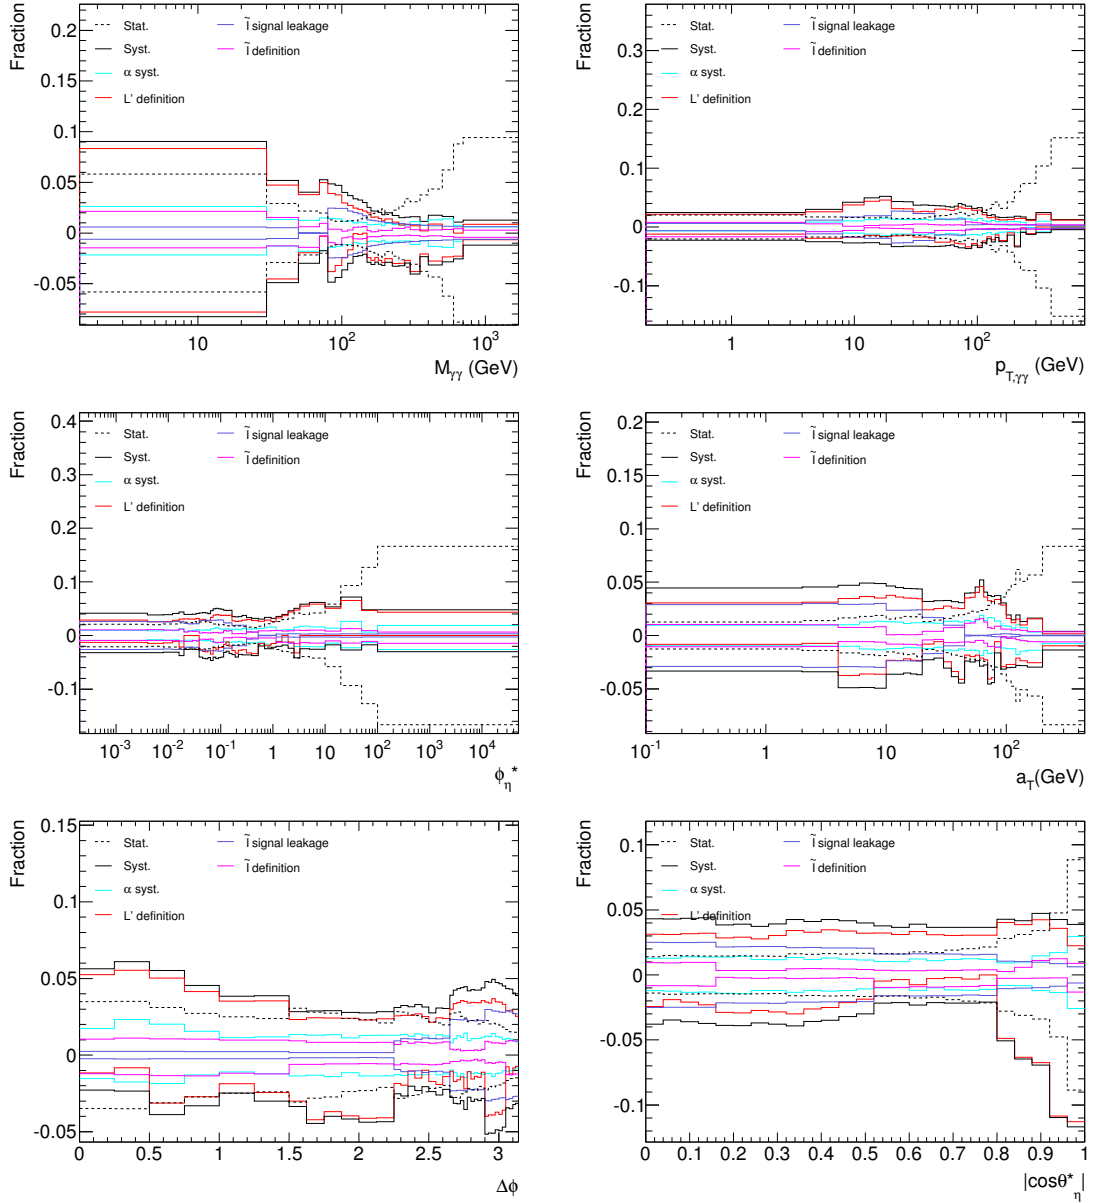 Fraction
0.2
0.15
0.1
0.05
0
-0.05
Stat.
Syst.
α syst.
L' definition
Ĩ signal leakage
Ĩ definition
10
10²
10³
M_γγ (GeV)
Fraction
0.3
0.2
0.1
0
-0.1
Stat.
Syst.
α syst.
L' definition
Ĩ signal leakage
Ĩ definition
1
10
10²
p_T,γγ (GeV)
Fraction
0.4
0.3
0.2
0.1
0
-0.1
Stat.
Syst.
α syst.
L' definition
Ĩ signal leakage
Ĩ definition
10⁻³
10⁻²
10⁻¹
1
10
10²
10³
10⁴
ϕ_η*
Fraction
0.2
0.15
0.1
0.05
0
-0.05
Stat.
Syst.
α syst.
L' definition
Ĩ signal leakage
Ĩ definition
10⁻¹
1
10
10²
a_T(GeV)
Fraction
0.15
0.1
0.05
0
-0.05
Stat.
Syst.
α syst.
L' definition
Ĩ signal leakage
Ĩ definition
0 0.5 1 1.5 2 2.5 3
Δϕ
Fraction
0.1
0.05
0
-0.05
-0.1
Stat.
Syst.
α syst.
L' definition
Ĩ signal leakage
Ĩ definition
0 0.1 0.2 0.3 0.4 0.5 0.6 0.7 0.8 0.9 1
|cosθ*_η|